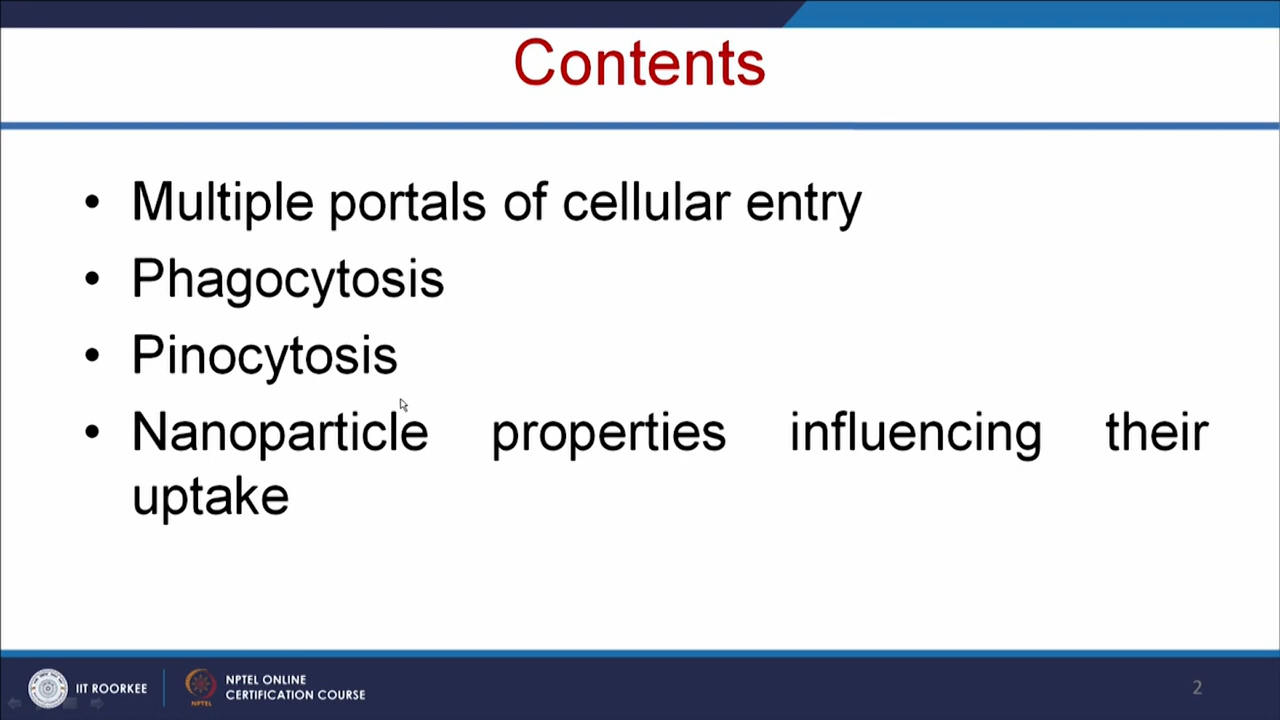 Contents
• Multiple portals of cellular entry
• Phagocytosis
• Pinocytosis
• Nanoparticle properties influencing their
uptake
IIT ROORKEE
NPTEL
NPTEL ONLINE
CERTIFICATION COURSE
2